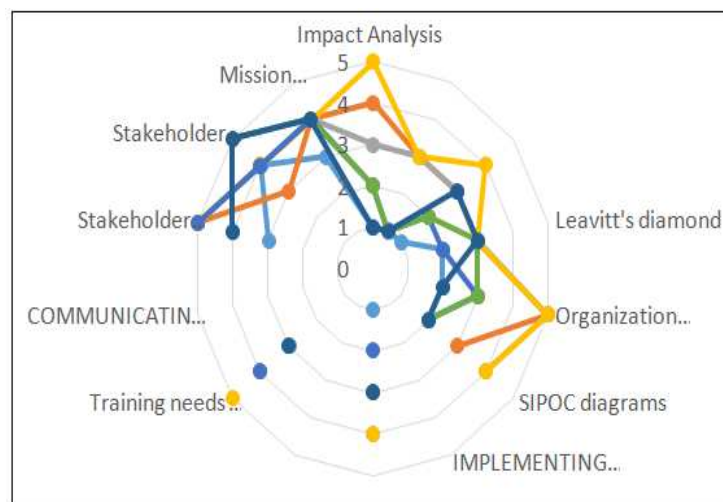 Impact Analysis
Mission...
Stakeholder
Stakeholder
COMMUNICATIN...
Training needs...
Leavitt's diamond
Organization...
SIPOC diagrams
IMPLEMENTING...
5
4
3
2
1
0